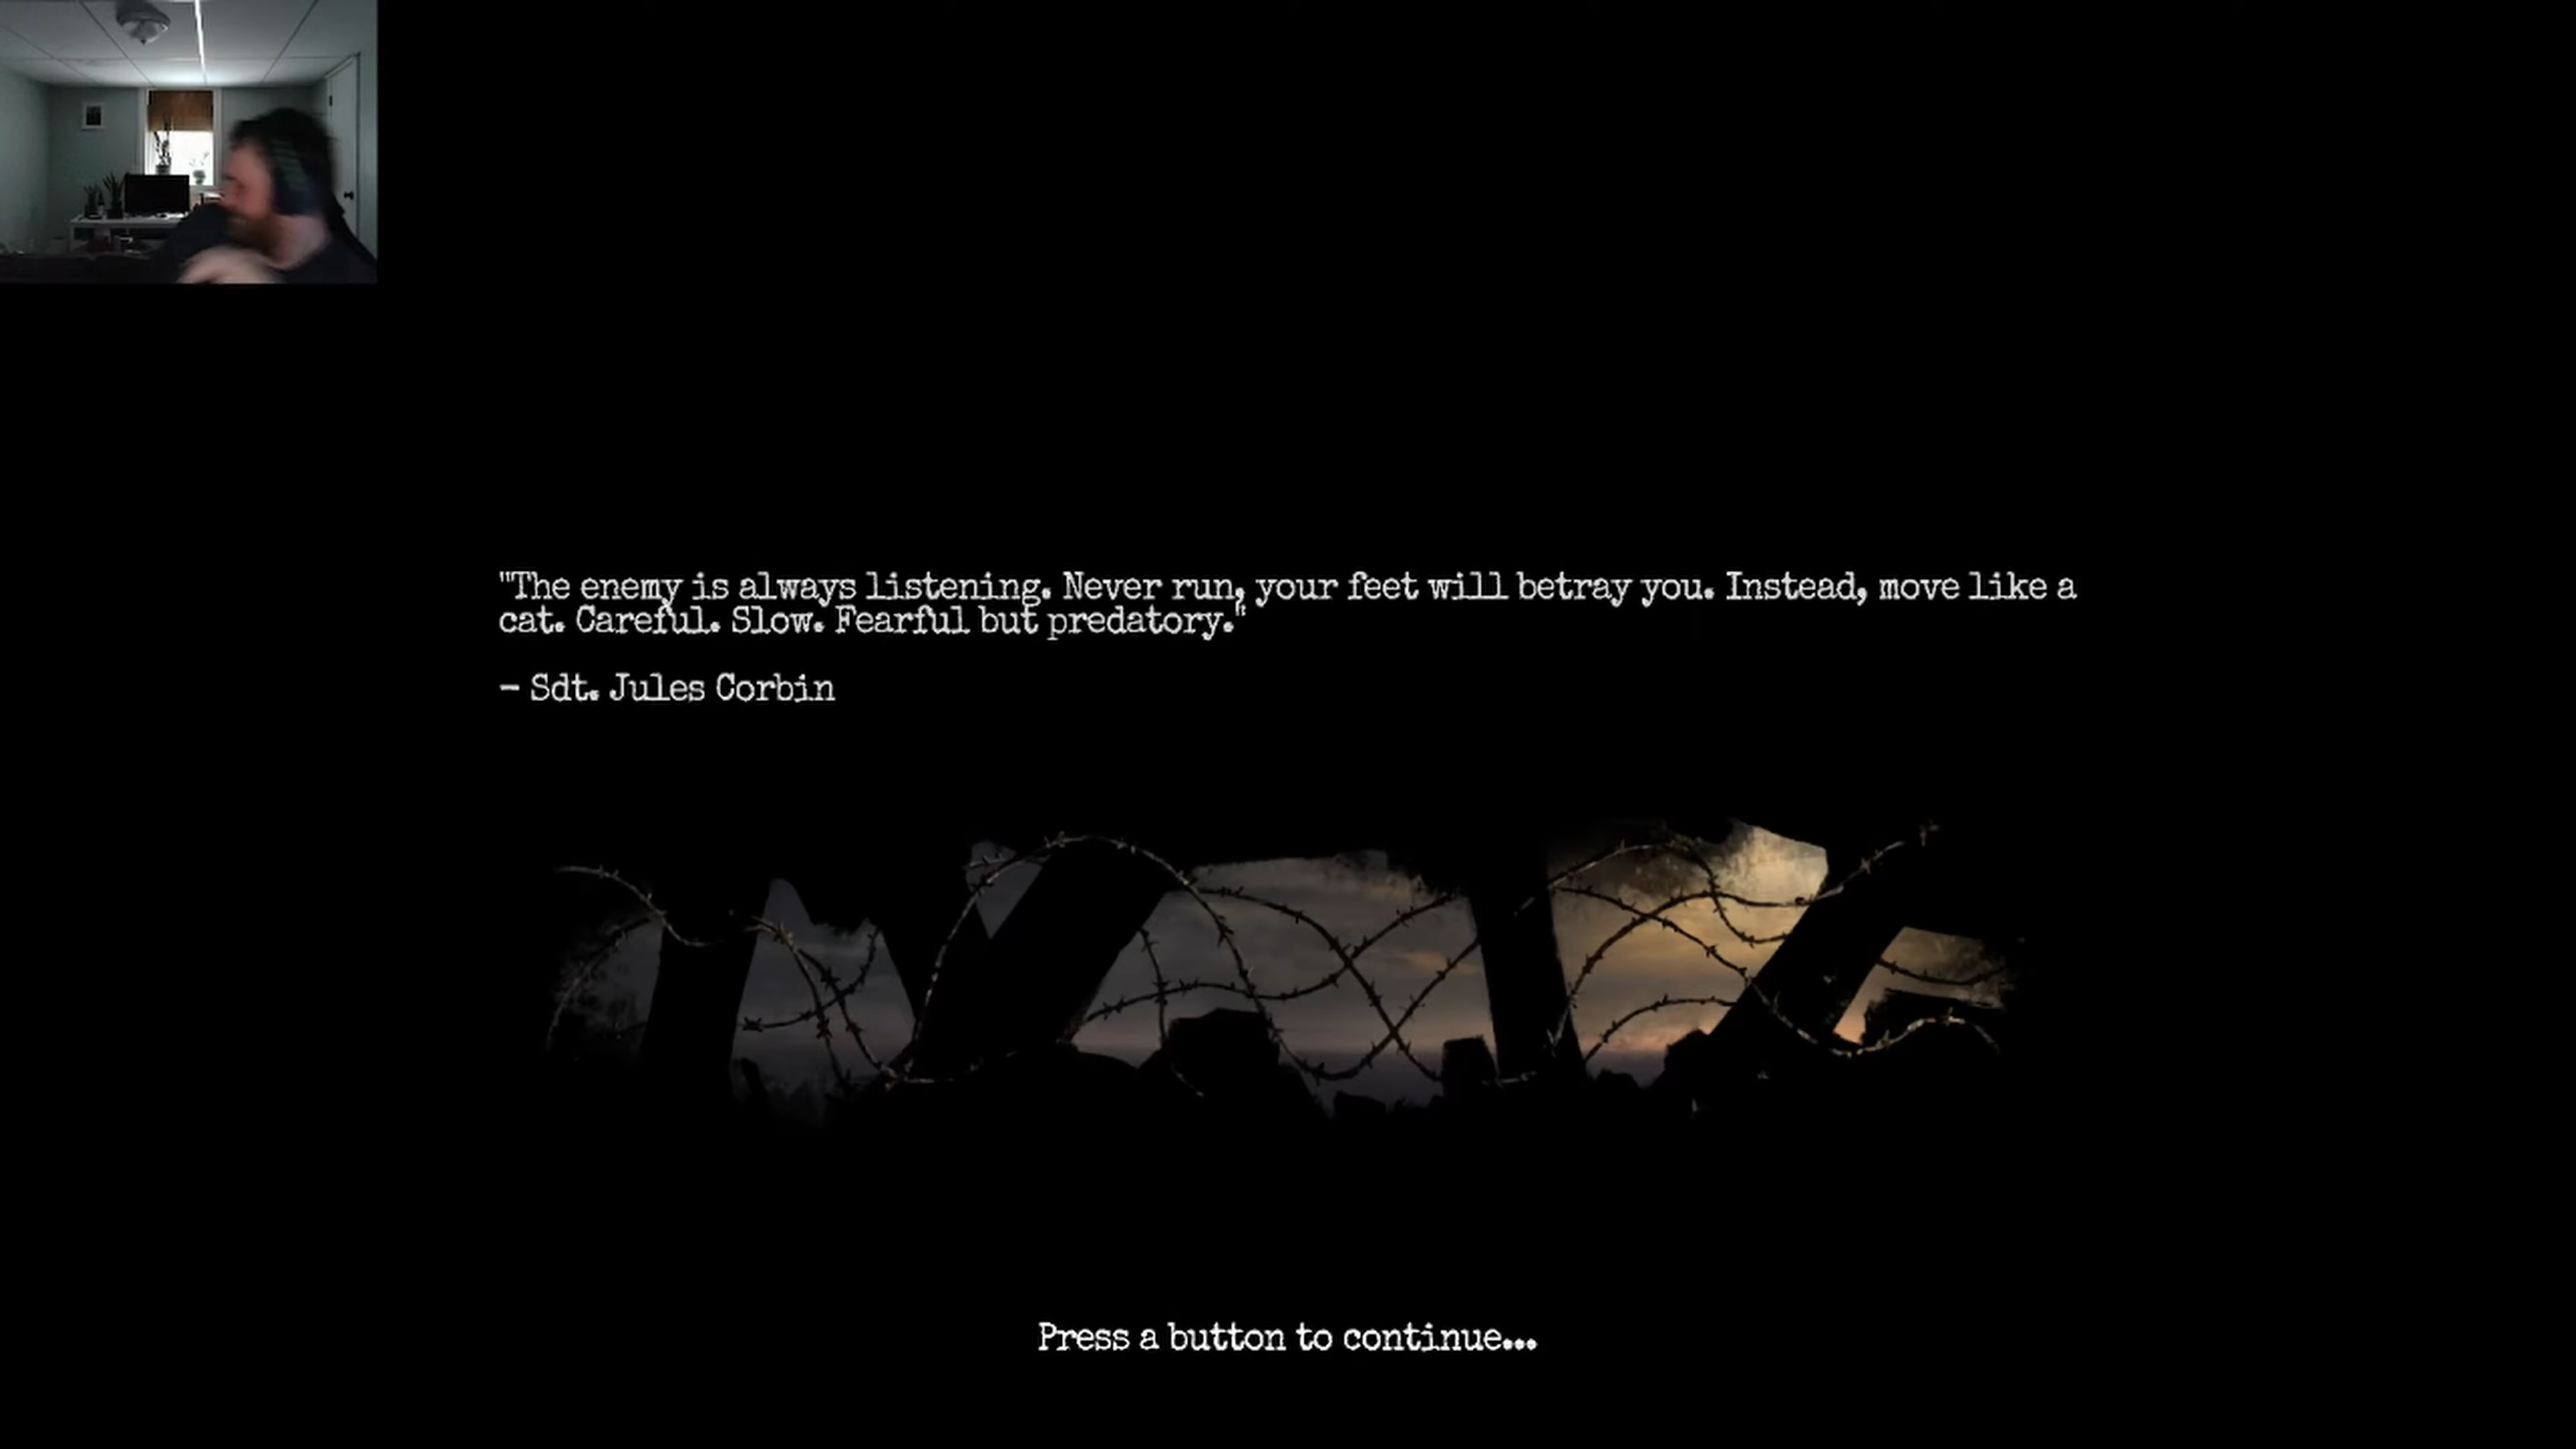 "The enemy is always listening. Never run, your feet will betray you. Instead, move like a
cat. Careful. Slow. Fearful but predatory."
- Sdt. Jules Corbin
Press a button to continue...